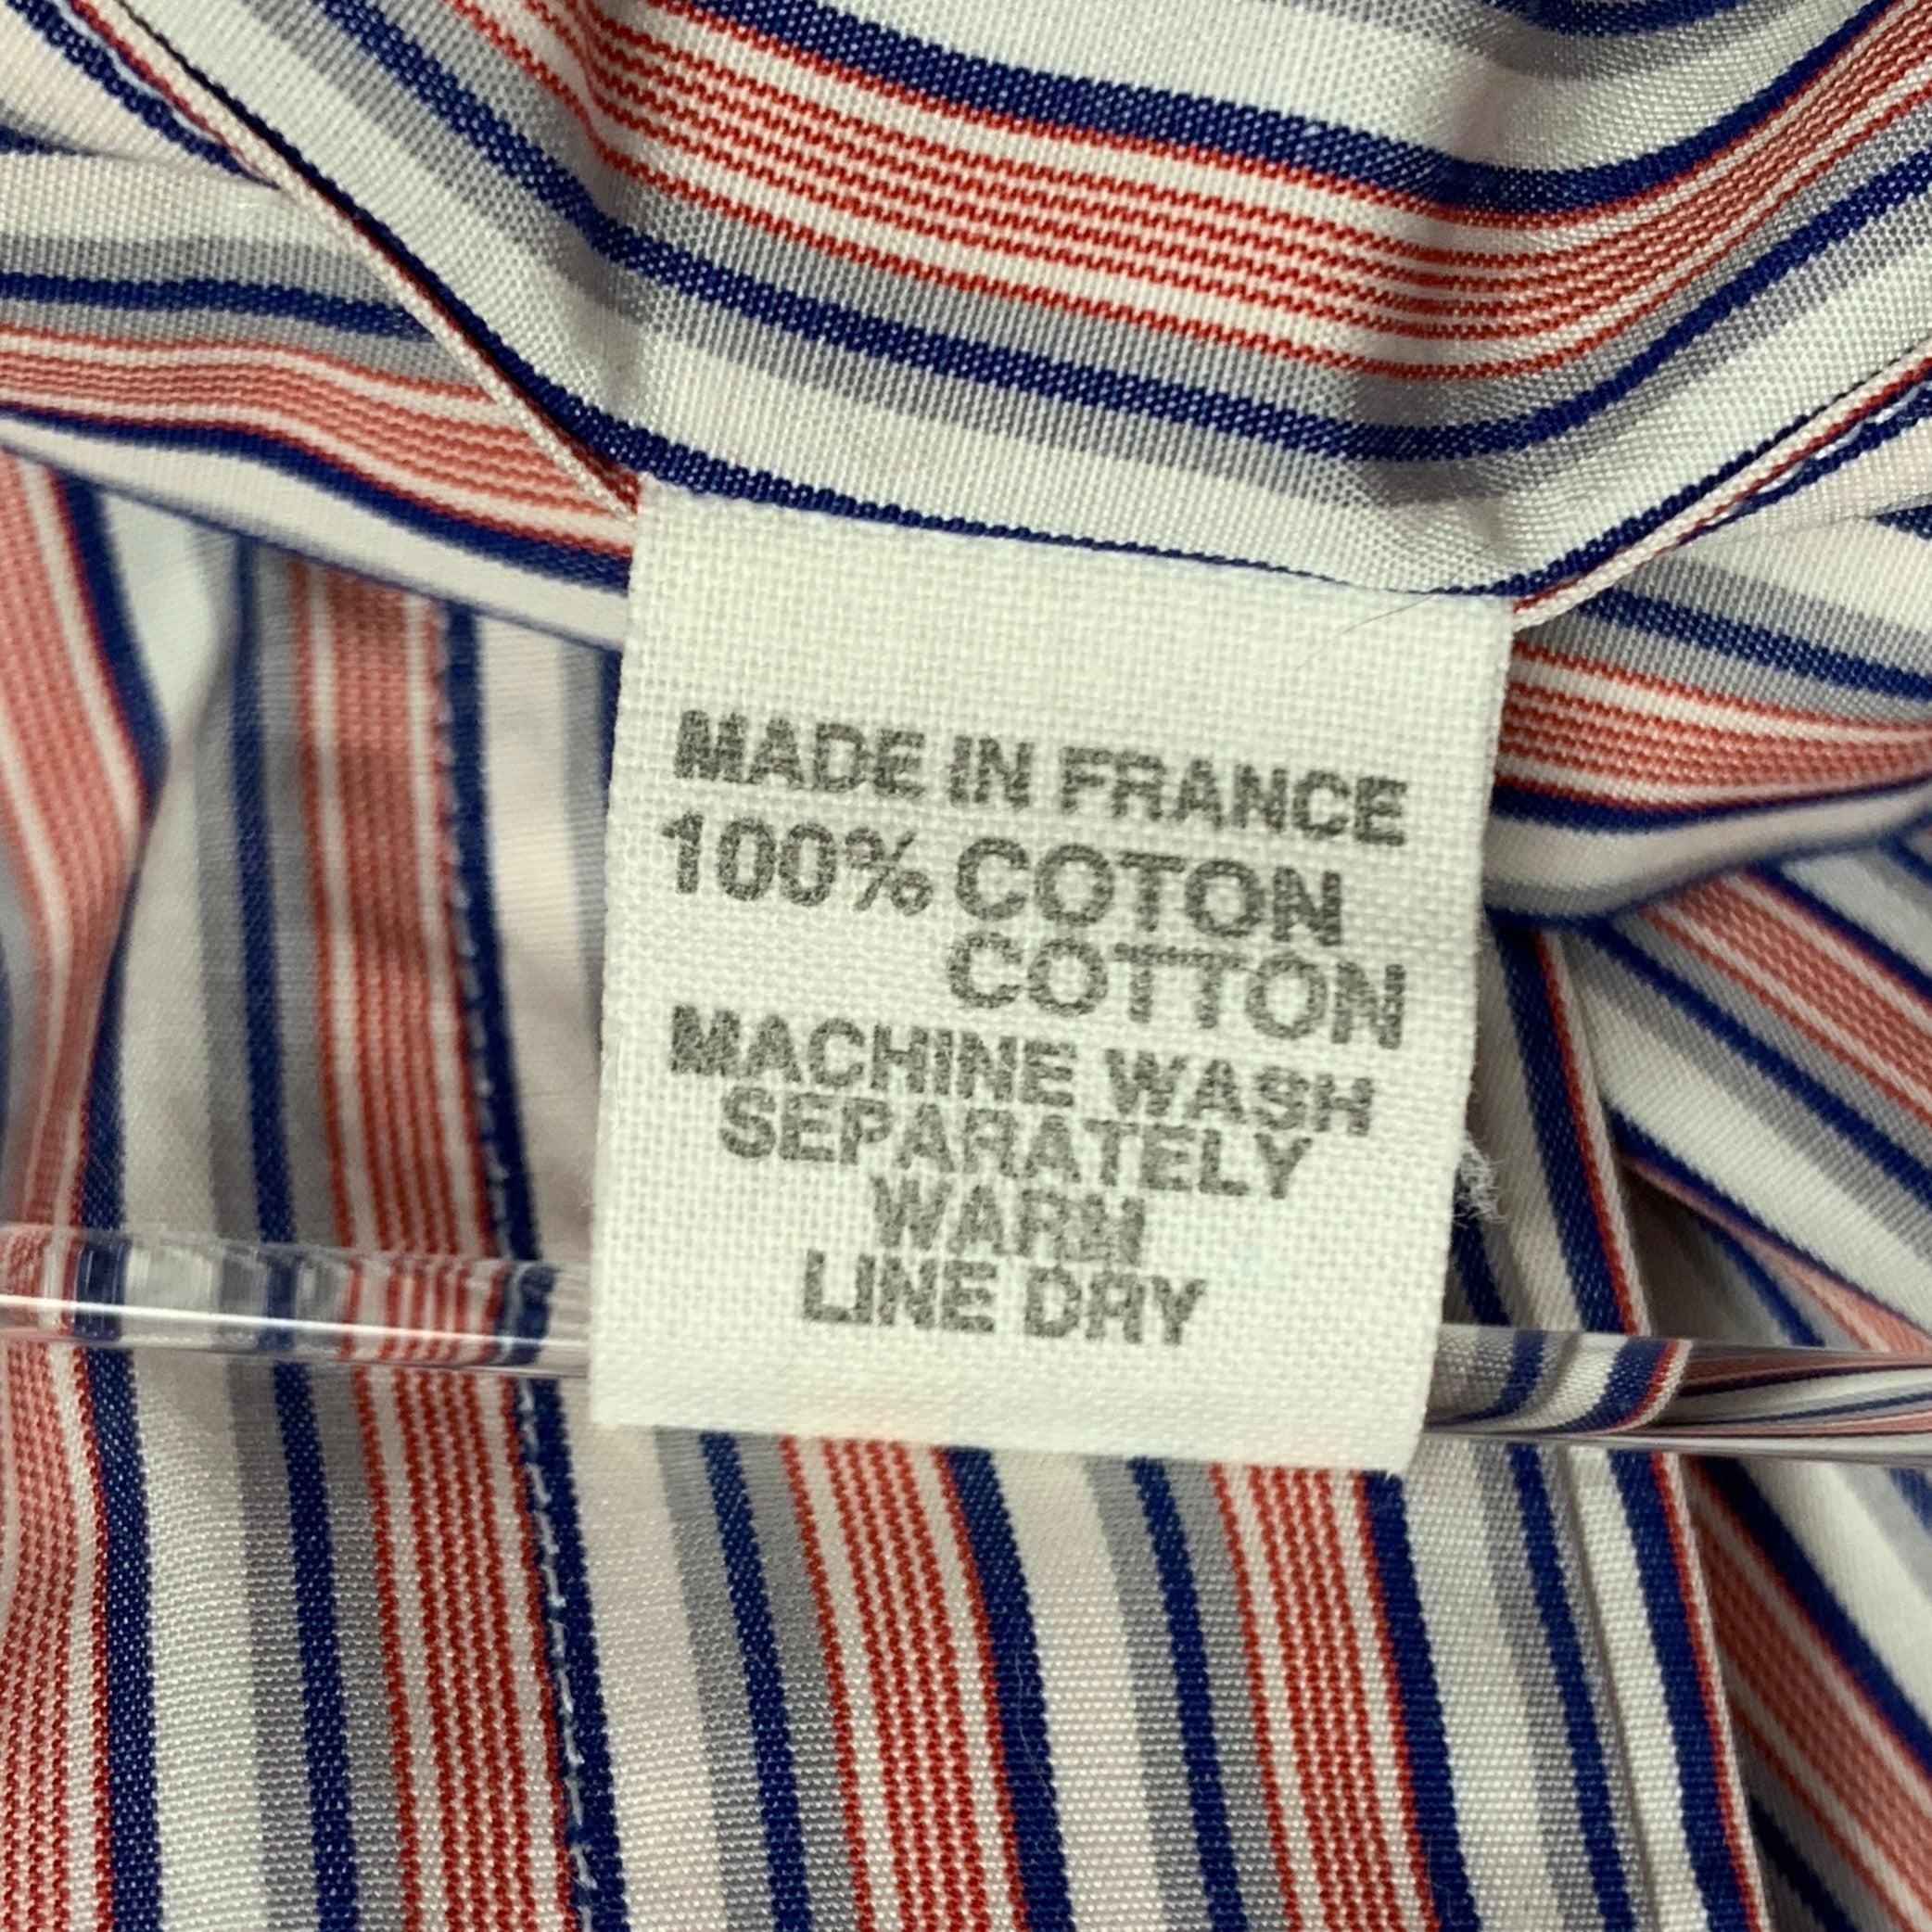 MADE IN FRANCE
100% COTON
COTTON
MACHINE WASH
SEPARATELY
WARM
LINE DRY